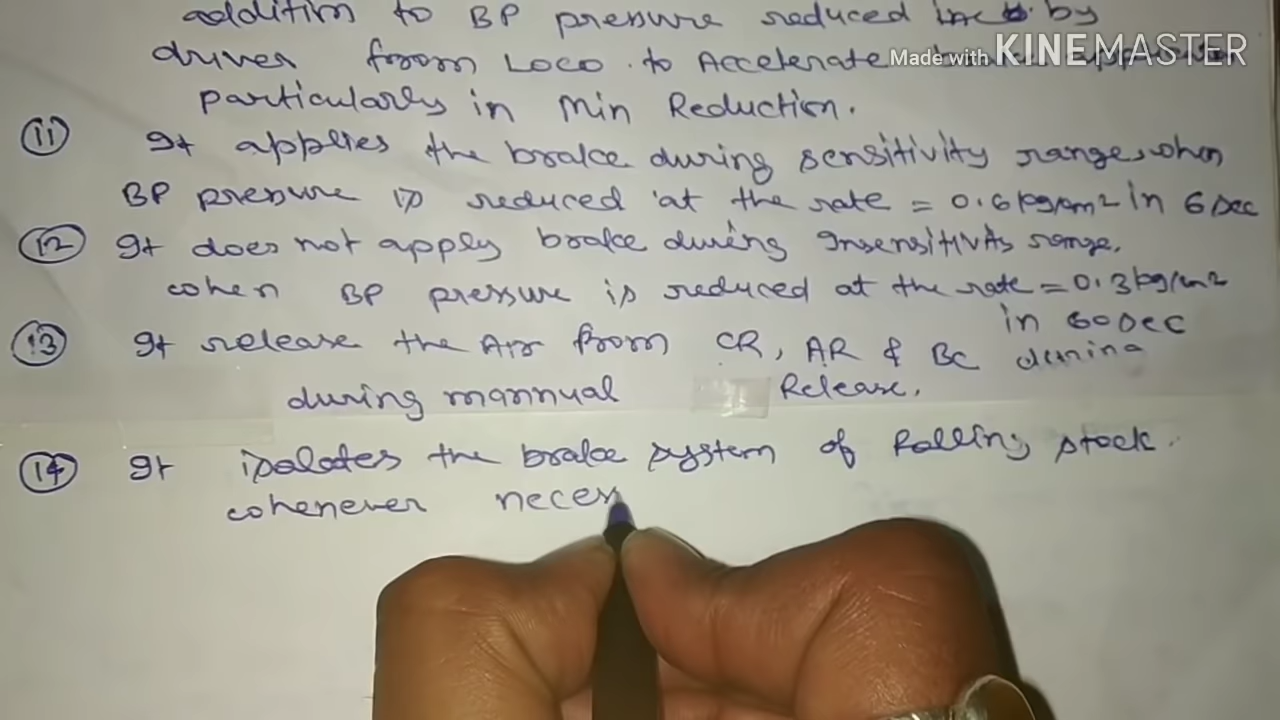 addition to BP pressure reduced by
driver from Loco to Accelerate
Made with KINEMASTER
particularly in Min Reduction.
11 It applies the brake during sensitivity range, when
BP pressure is reduced at the rate = 0.6 kg/cm2 in 6 Sec
12 It does not apply brake during Insensitivity range.
when BP pressure is reduced at the rate = 0.3 kg/cm2
in 60 Sec
13 It release the Air from CR, AR & BC during
during mannual Release.
14 It isolates the brake system of Rolling stock.
whenever neces